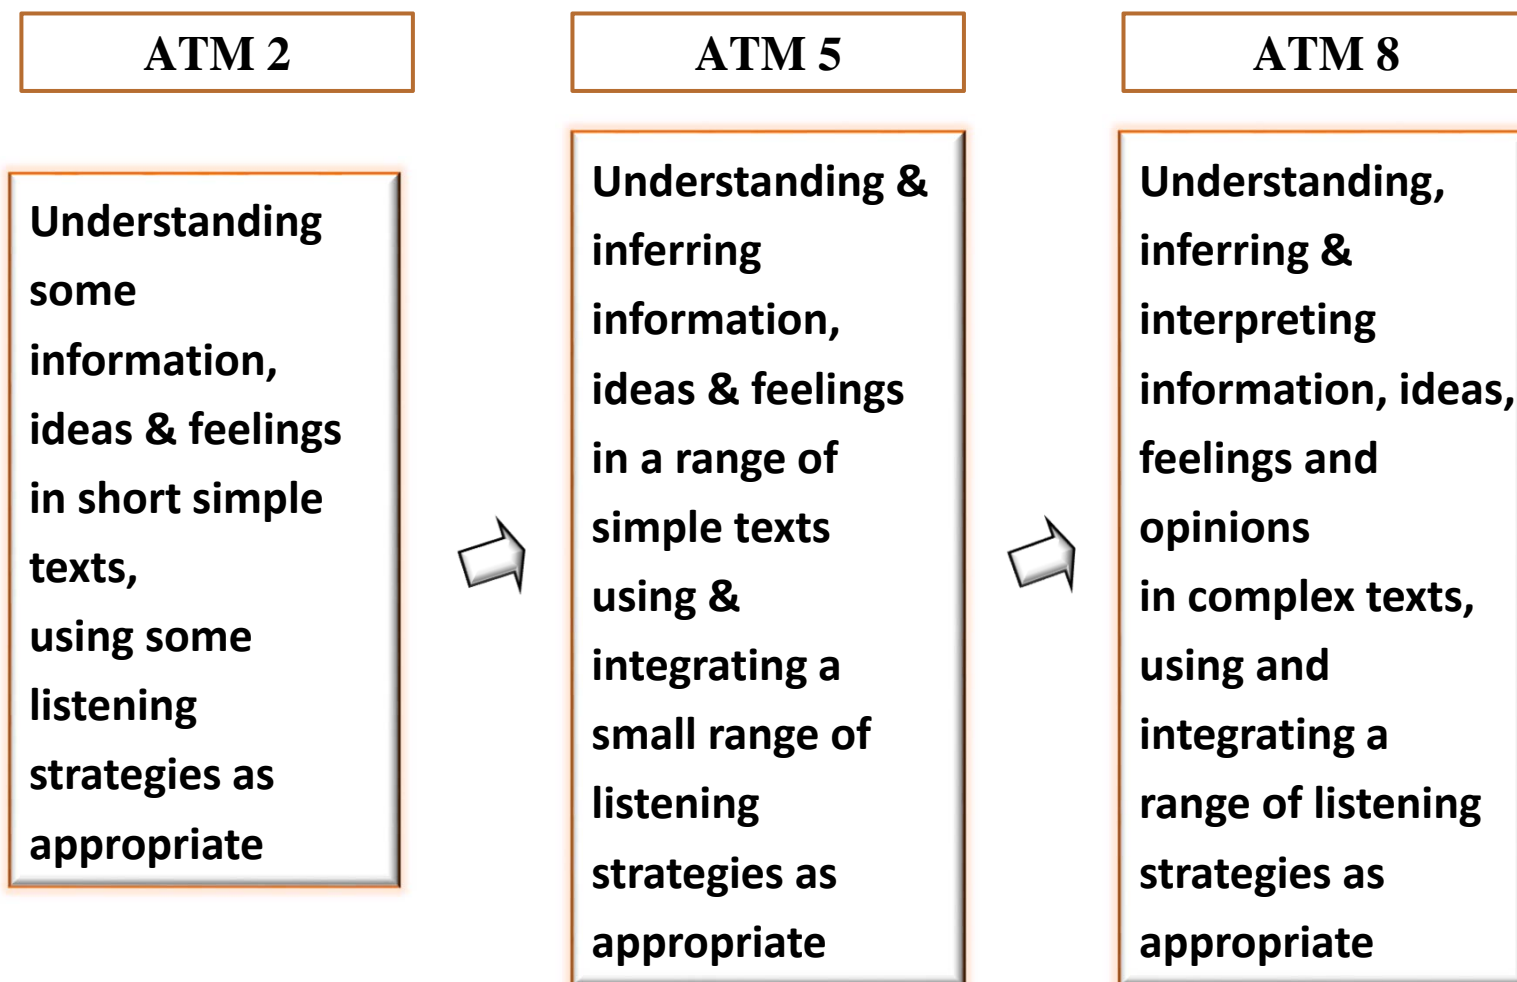 ATM 2
Understanding
some
information,
ideas & feelings
in short simple
texts,
using some
listening
strategies as
appropriate
ATM 5
Understanding &
inferring
information,
ideas & feelings
in a range of
simple texts
using &
integrating a
small range of
listening
strategies as
appropriate
ATM 8
Understanding,
inferring &
interpreting
information, ideas,
feelings and
opinions
in complex texts,
using and
integrating a
range of listening
strategies as
appropriate